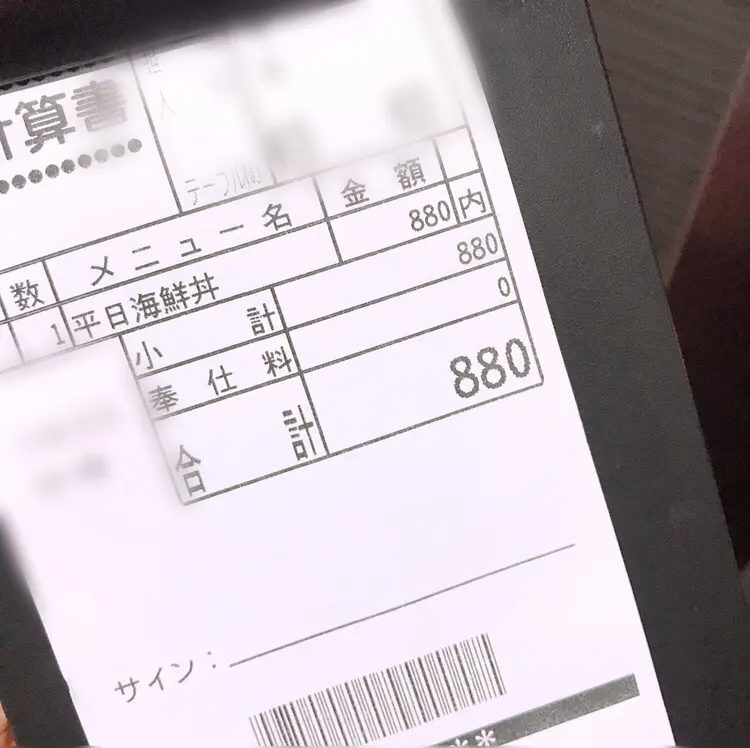 計算書
テーブルNo
数 メニュー名 金額
1 平日海鮮丼 880 内
小計 880
奉仕料 0
合計 880
サイン：
**